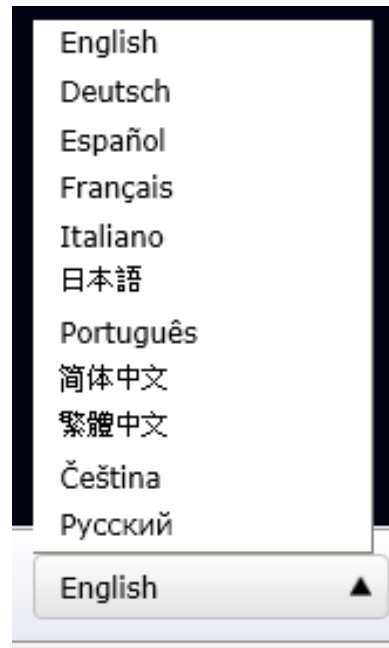 English
Deutsch
Español
Français
Italiano
日本語
Português
简体中文
繁體中文
Čeština
Русский
English